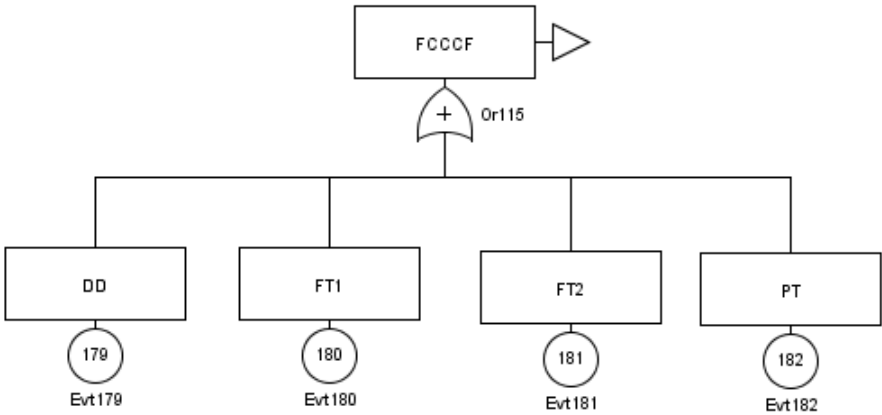 FCCCF
+
Or115
DD
FT1
FT2
PT
179
180
181
182
Evt179
Evt180
Evt181
Evt182